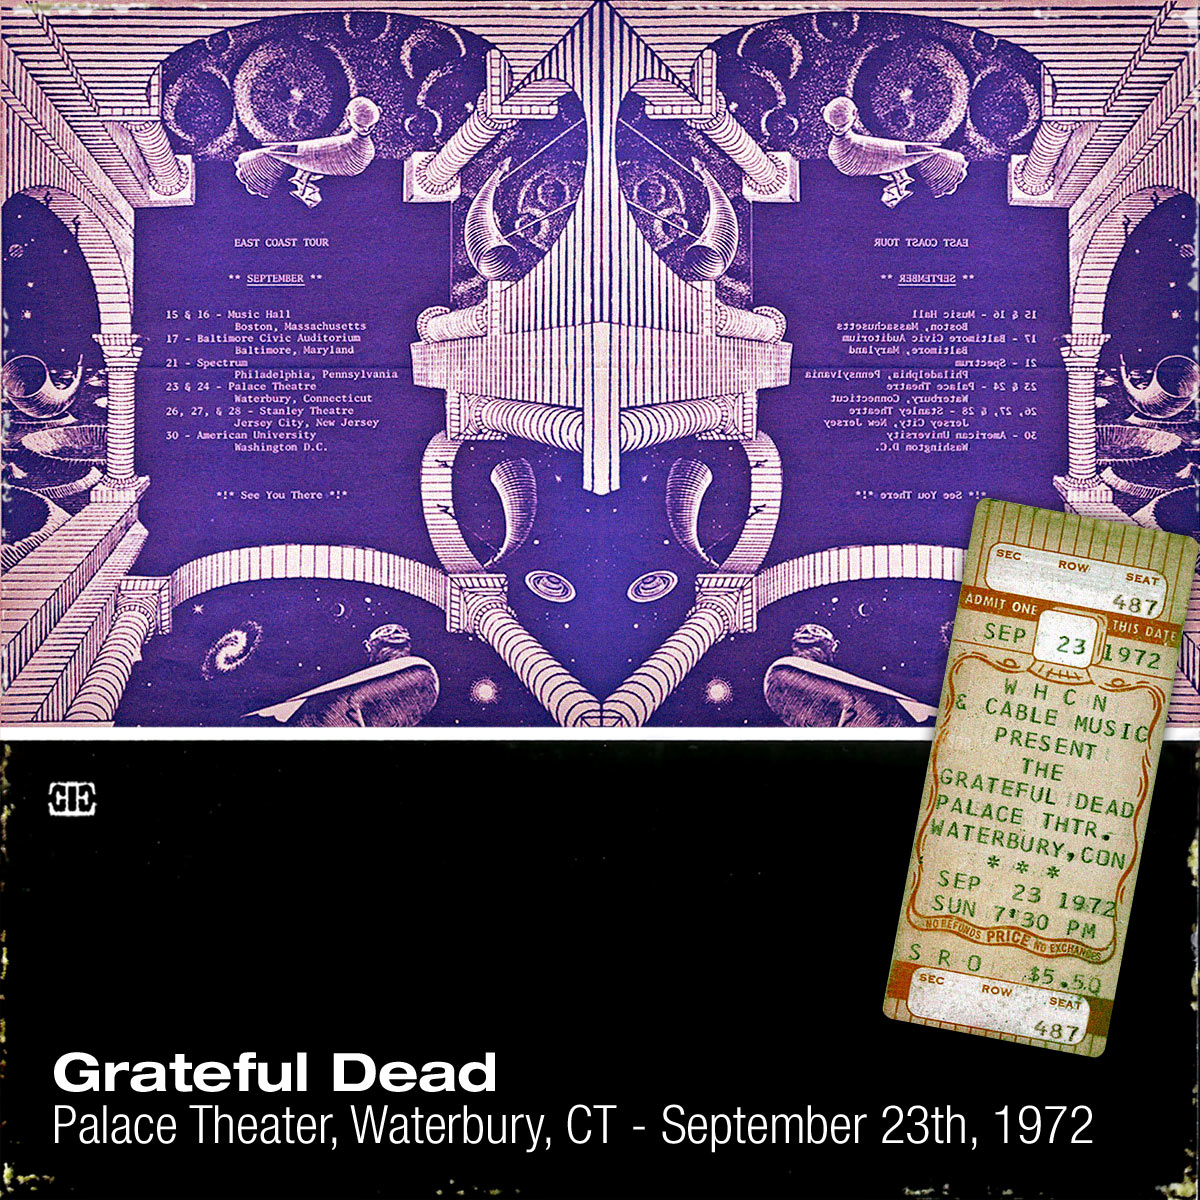 EAST COAST TOUR
** SEPTEMBER **
15 & 16 - Music Hall
Boston, Massachusetts
17 - Baltimore Civic Auditorium
Baltimore, Maryland
21 - Spectrum
Philadelphia, Pennsylvania
23 & 24 - Palace Theatre
Waterbury, Connecticut
26, 27, & 28 - Stanley Theatre
Jersey City, New Jersey
30 - American University
Washington D.C.
*!* See You There *!*
EAST COAST TOUR
** SEPTEMBER **
15 & 16 - Music Hall
Boston, Massachusetts
17 - Baltimore Civic Auditorium
Baltimore, Maryland
21 - Spectrum
Philadelphia, Pennsylvania
23 & 24 - Palace Theatre
Waterbury, Connecticut
26, 27, & 28 - Stanley Theatre
Jersey City, New Jersey
30 - American University
Washington D.C.
*!* See You There *!*
SEC ROW SEAT
487
ADMIT ONE THIS DATE
SEP 23 1972
W H C N
& CABLE MUSIC
PRESENT
THE
GRATEFUL DEAD
PALACE THTR.
WATERBURY,CON
* * *
SEP 23 1972
SUN 7'30 PM
NO REFUNDS PRICE NO EXCHANGES
S R O $5.50
SEC ROW SEAT
487
Grateful Dead
Palace Theater, Waterbury, CT - September 23th, 1972